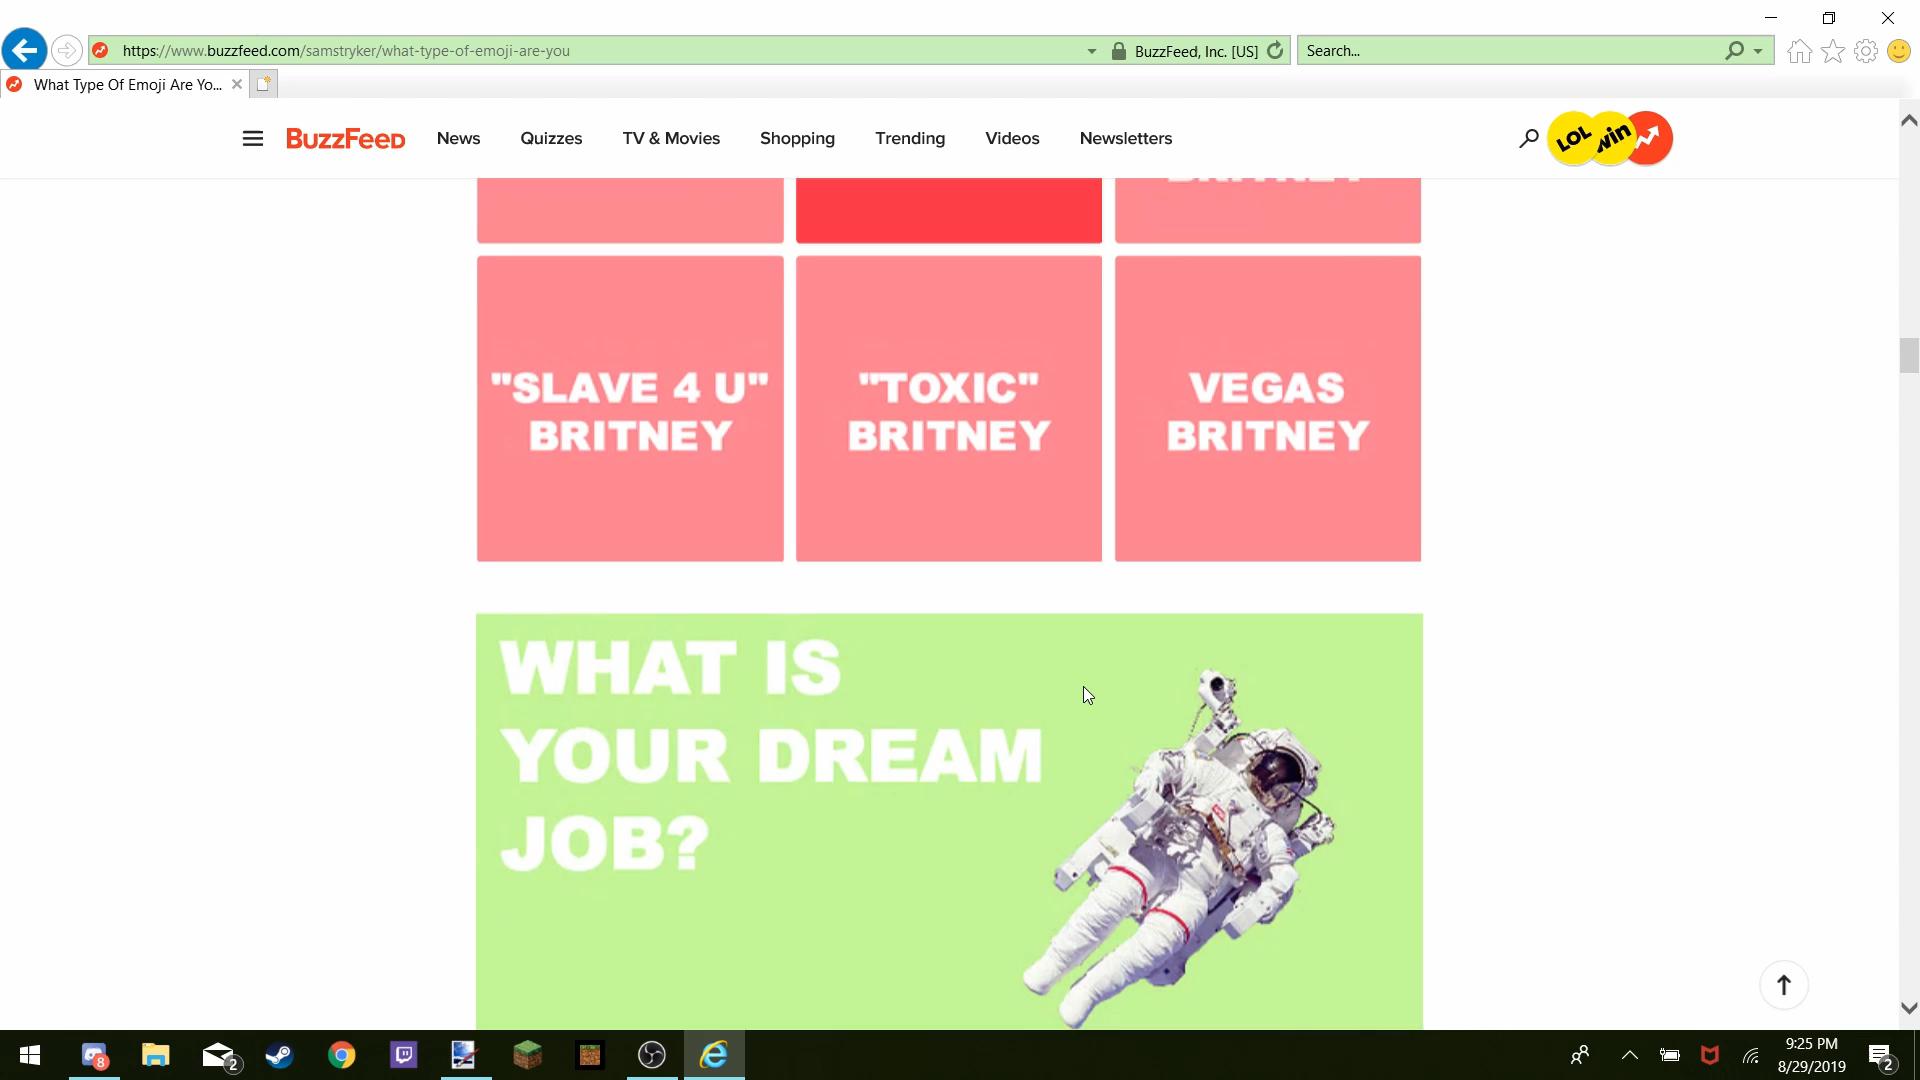 https://www.buzzfeed.com/samstryker/what-type-of-emoji-are-you
BuzzFeed, Inc. [US]
Search...
What Type Of Emoji Are Yo...
BuzzFeed
News
Quizzes
TV & Movies
Shopping
Trending
Videos
Newsletters
LOL
win
BRITNEY
"SLAVE 4 U"
BRITNEY
"TOXIC"
BRITNEY
VEGAS
BRITNEY
WHAT IS
YOUR DREAM
JOB?
8
2
9:25 PM
8/29/2019
2